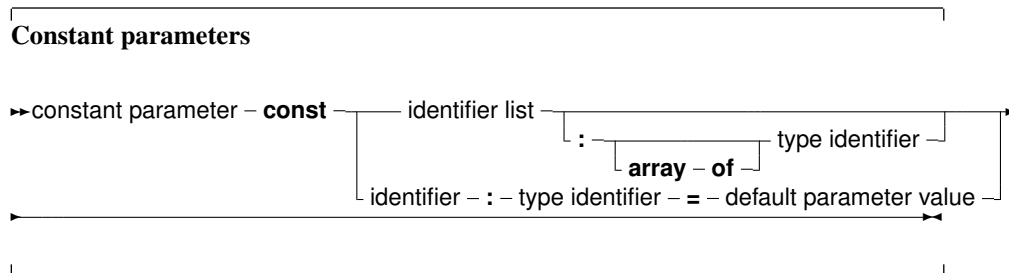 Constant parameters
constant parameter const identifier list
: type identifier
array of
identifier : type identifier = default parameter value